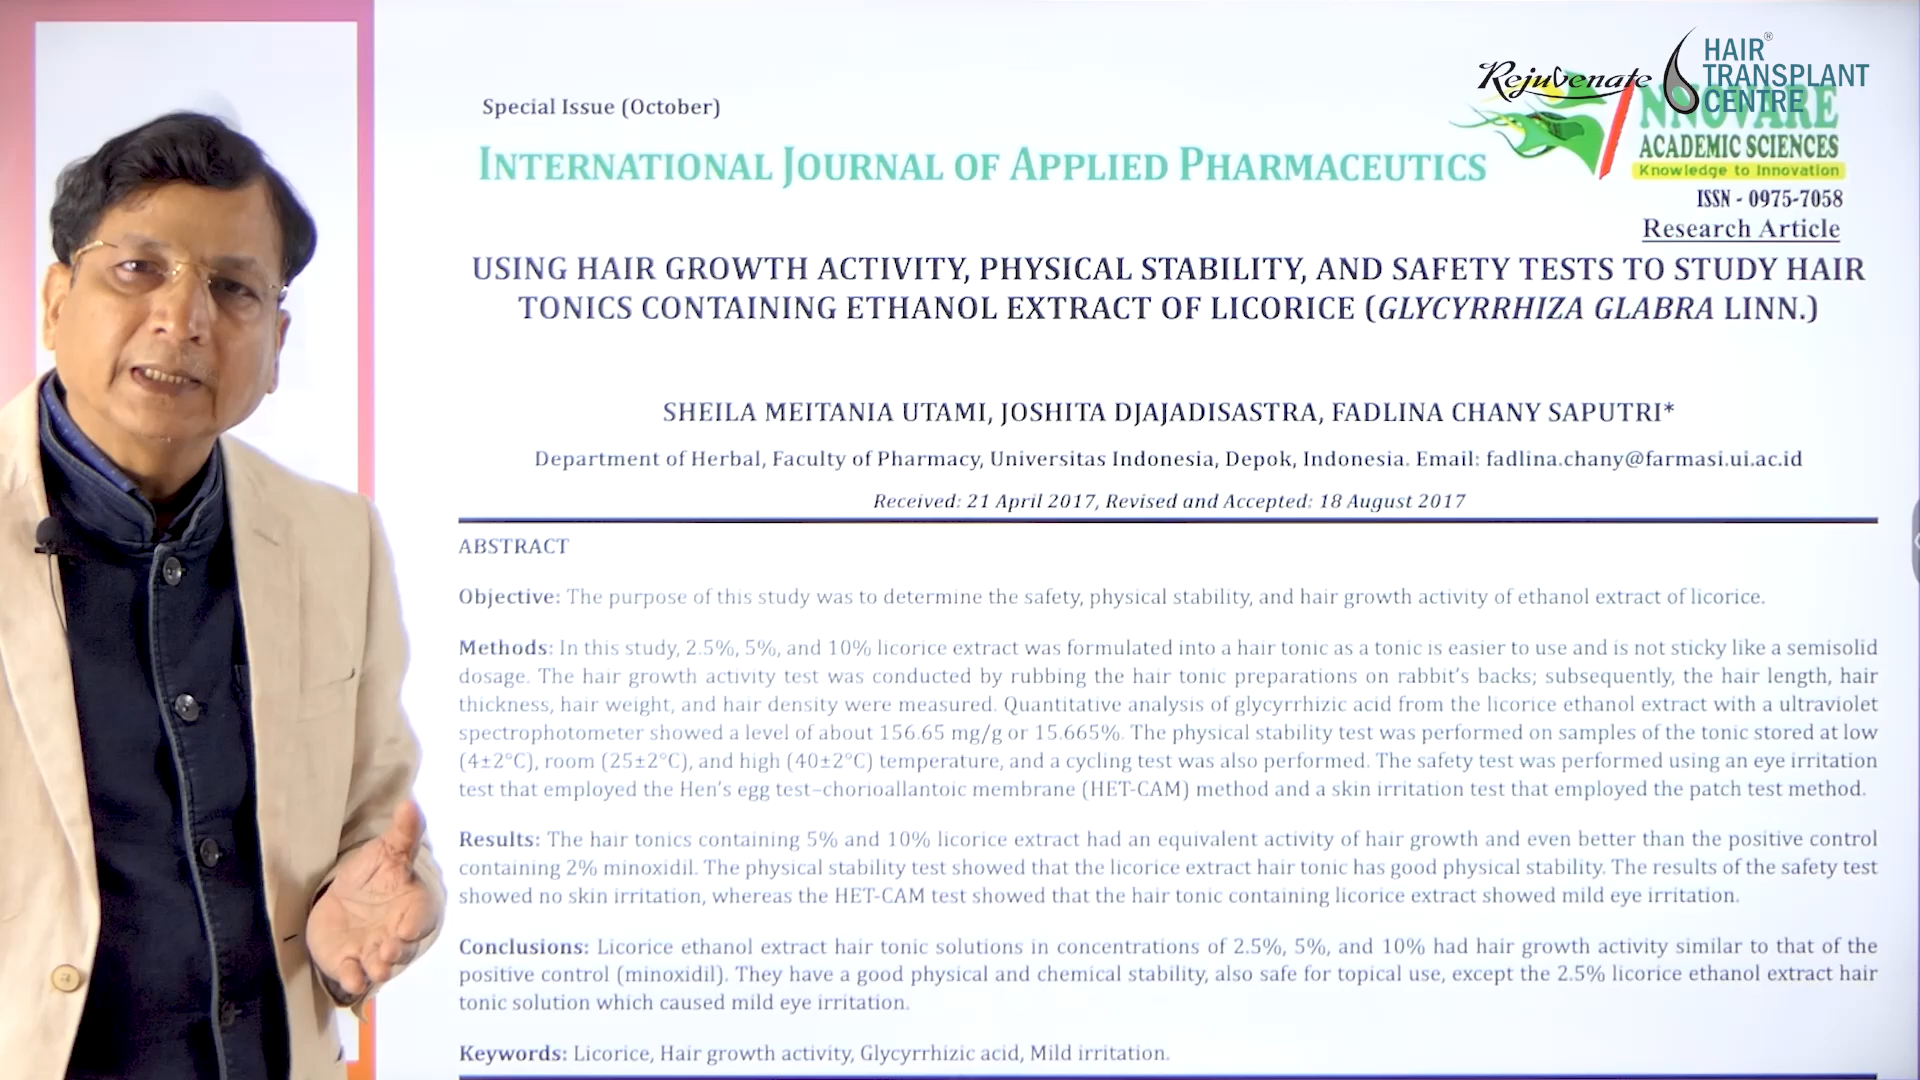 Rejuvenate
HAIR®
TRANSPLANT
CENTRE
Special Issue (October)
INTERNATIONAL JOURNAL OF APPLIED PHARMACEUTICS
NNOVARE
ACADEMIC SCIENCES
Knowledge to Innovation
ISSN - 0975-7058
Research Article
USING HAIR GROWTH ACTIVITY, PHYSICAL STABILITY, AND SAFETY TESTS TO STUDY HAIR
TONICS CONTAINING ETHANOL EXTRACT OF LICORICE (GLYCYRRHIZA GLABRA LINN.)
SHEILA MEITANIA UTAMI, JOSHITA DJAJADISASTRA, FADLINA CHANY SAPUTRI*
Department of Herbal, Faculty of Pharmacy, Universitas Indonesia, Depok, Indonesia. Email: fadlina.chany@farmasi.ui.ac.id
Received: 21 April 2017, Revised and Accepted: 18 August 2017
ABSTRACT
Objective: The purpose of this study was to determine the safety, physical stability, and hair growth activity of ethanol extract of licorice.
Methods: In this study, 2.5%, 5%, and 10% licorice extract was formulated into a hair tonic as a tonic is easier to use and is not sticky like a semisolid
dosage. The hair growth activity test was conducted by rubbing the hair tonic preparations on rabbit's backs; subsequently, the hair length, hair
thickness, hair weight, and hair density were measured. Quantitative analysis of glycyrrhizic acid from the licorice ethanol extract with a ultraviolet
spectrophotometer showed a level of about 156.65 mg/g or 15.665%. The physical stability test was performed on samples of the tonic stored at low
(4±2°C), room (25±2°C), and high (40±2°C) temperature, and a cycling test was also performed. The safety test was performed using an eye irritation
test that employed the Hen's egg test–chorioallantoic membrane (HET-CAM) method and a skin irritation test that employed the patch test method.
Results: The hair tonics containing 5% and 10% licorice extract had an equivalent activity of hair growth and even better than the positive control
containing 2% minoxidil. The physical stability test showed that the licorice extract hair tonic has good physical stability. The results of the safety test
showed no skin irritation, whereas the HET-CAM test showed that the hair tonic containing licorice extract showed mild eye irritation.
Conclusions: Licorice ethanol extract hair tonic solutions in concentrations of 2.5%, 5%, and 10% had hair growth activity similar to that of the
positive control (minoxidil). They have a good physical and chemical stability, also safe for topical use, except the 2.5% licorice ethanol extract hair
tonic solution which caused mild eye irritation.
Keywords: Licorice, Hair growth activity, Glycyrrhizic acid, Mild irritation.